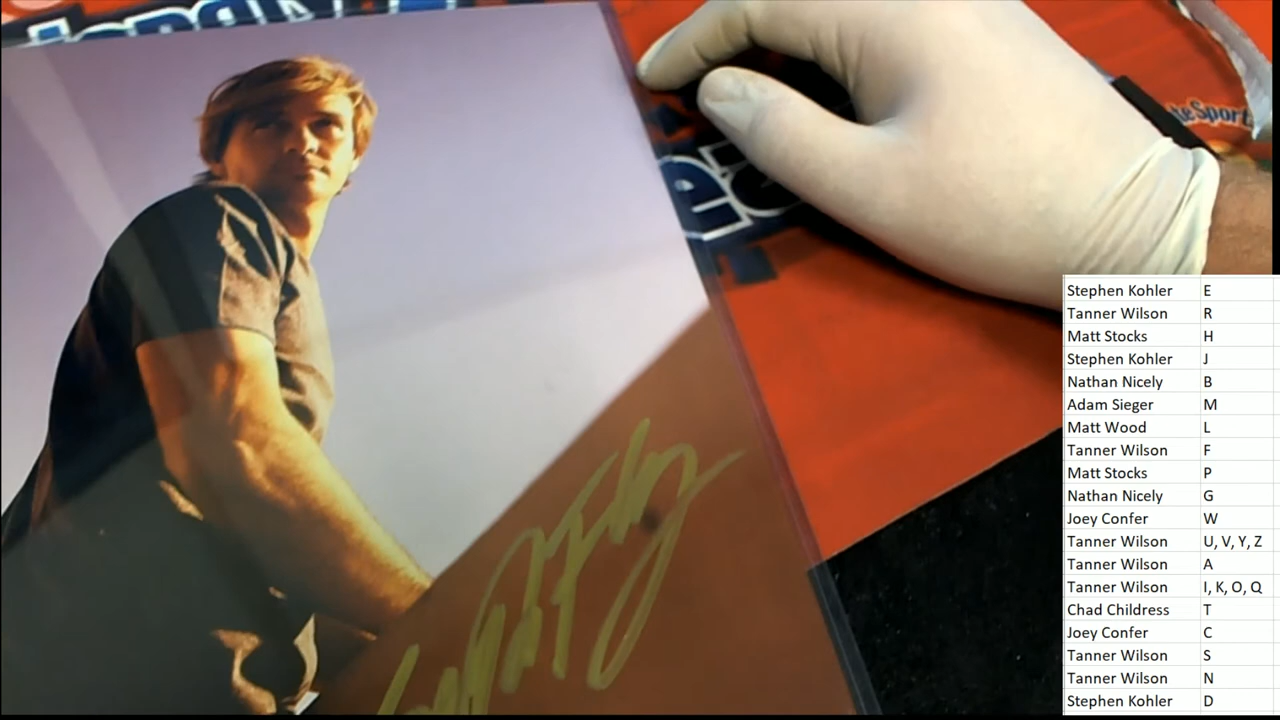 teSport
Stephen Kohler E
Tanner Wilson R
Matt Stocks H
Stephen Kohler J
Nathan Nicely B
Adam Sieger M
Matt Wood L
Tanner Wilson F
Matt Stocks P
Nathan Nicely G
Joey Confer W
Tanner Wilson U, V, Y, Z
Tanner Wilson A
Tanner Wilson I, K, O, Q
Chad Childress T
Joey Confer C
Tanner Wilson S
Tanner Wilson N
Stephen Kohler D